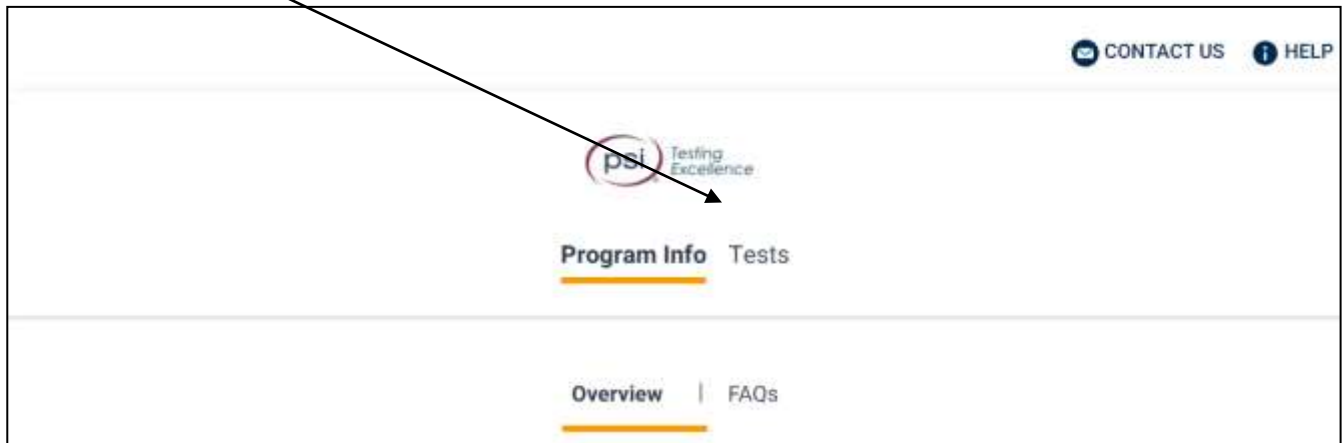 CONTACT US HELP
psi Testing
Excellence
Program Info Tests
Overview | FAQs